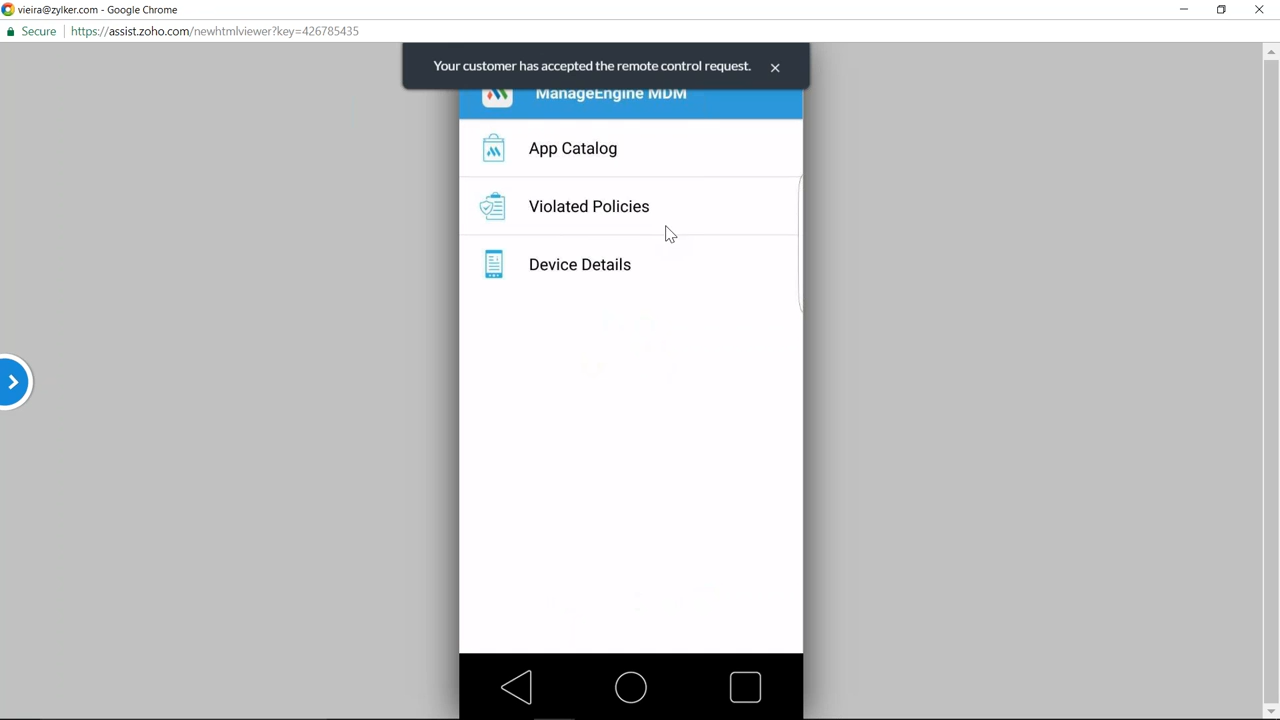 vieira@zylker.com - Google Chrome
Secure https://assist.zoho.com/newhtmlviewer?key=426785435
Your customer has accepted the remote control request.
ManageEngine MDM
App Catalog
Violated Policies
Device Details